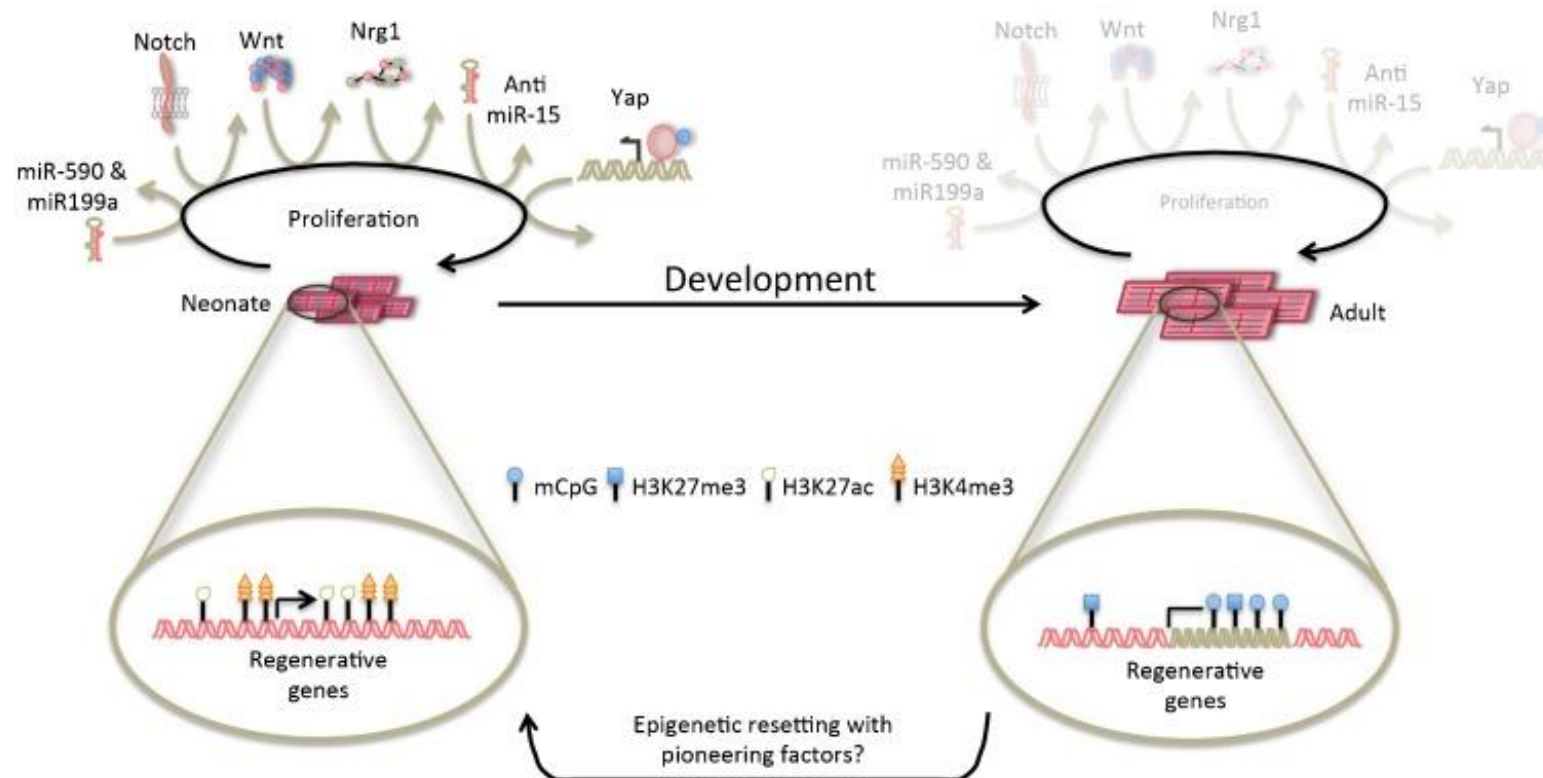 Notch
Wnt
Nrg1
Anti
miR-15
Yap
miR-590 &
miR199a
Proliferation
Neonate
Development
Notch
Wnt
Nrg1
Anti
miR-15
Yap
miR-590 &
miR199a
Proliferation
Adult
mCpG
H3K27me3
H3K27ac
H3K4me3
Regenerative
genes
Regenerative
genes
Epigenetic resetting with
pioneering factors?